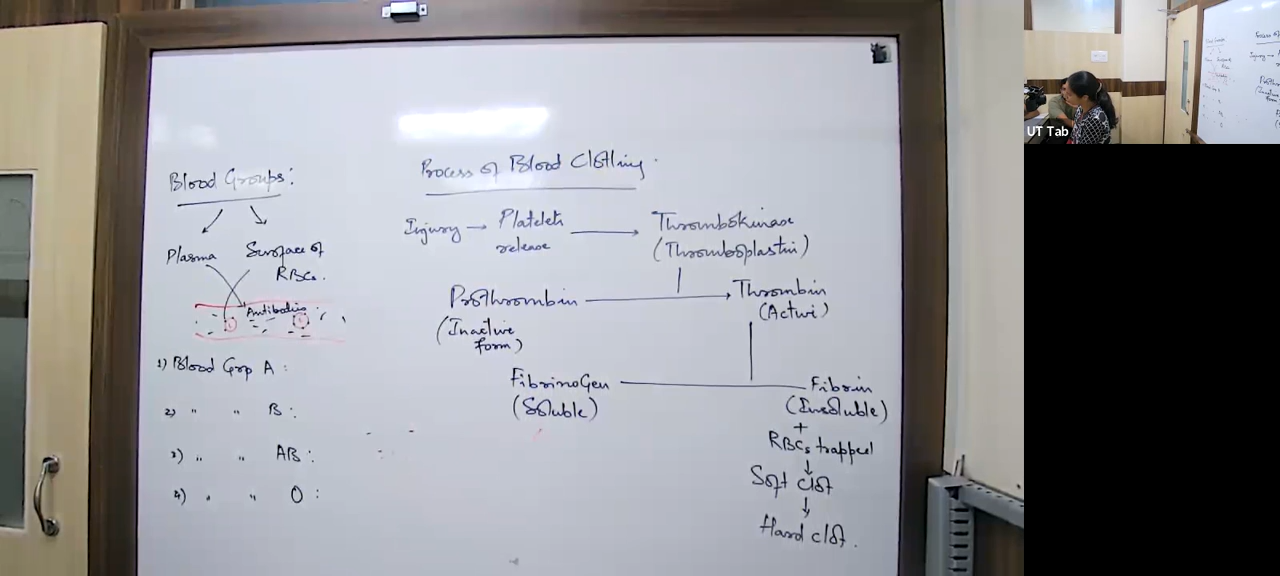 Blood Groups:
Plasma
Surface of
RBCs.
Antibodies
1) Blood Grp A :
2) " " B :
3) " " AB :
4) " " O :
Process of Blood Clotting.
Injury → Platelets
release
→ Thrombokinase
(Thromboplastin)
Prothrombin → Thrombin
(Inactive
form)
(Active)
FibrinoGen
(Soluble)
Fibrin
(Insoluble)
+
RBCs trapped
↓
Soft clot
↓
Hard clot.
UT Tab